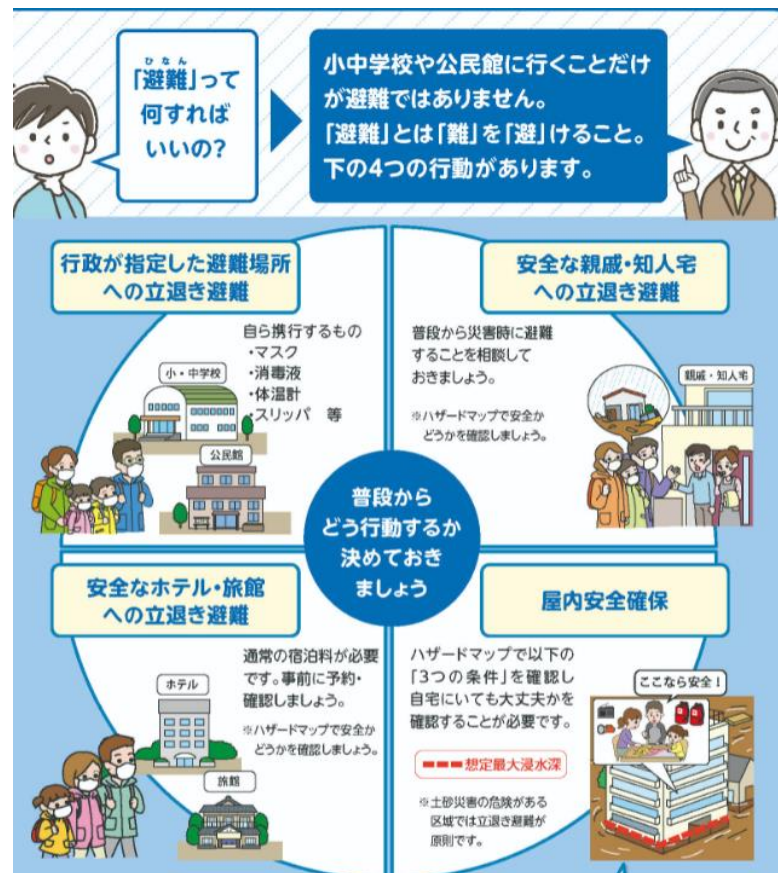 ひなん
「避難」って
何すれば
いいの?
小中学校や公民館に行くことだけ
が避難ではありません。
「避難」とは「難」を「避」けること。
下の4つの行動があります。
行政が指定した避難場所
への立退き避難
自ら携行するもの
・マスク
・消毒液
・体温計
・スリッパ 等
小・中学校
公民館
安全な親戚・知人宅
への立退き避難
普段から災害時に避難
することを相談して
おきましょう。
※ハザードマップで安全か
どうかを確認しましょう。
親戚・知人宅
普段から
どう行動するか
決めておき
ましょう
安全なホテル・旅館
への立退き避難
通常の宿泊料が必要
です。事前に予約・
確認しましょう。
※ハザードマップで安全か
どうかを確認しましょう。
ホテル
旅館
屋内安全確保
ハザードマップで以下の
「3つの条件」を確認し
自宅にいても大丈夫かを
確認することが必要です。
想定最大浸水深
※土砂災害の危険がある
区域では立退き避難が
原則です。
ここなら安全!